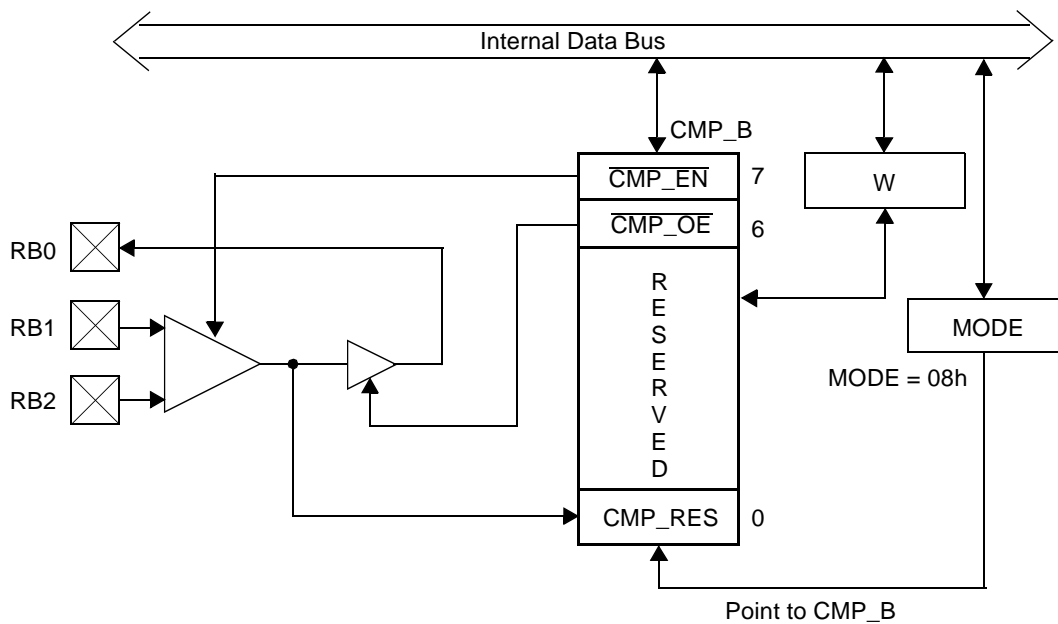 Internal Data Bus
CMP_B
CMP_EN 7
W
CMP_OE 6
RB0
R
E
S
E
R
V
E
D
RB1
MODE
MODE = 08h
RB2
CMP_RES 0
Point to CMP_B